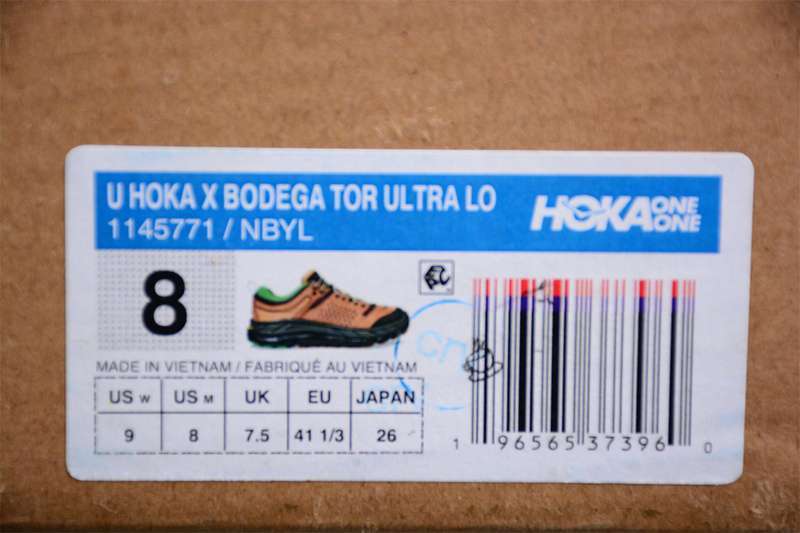 U HOKA X BODEGA TOR ULTRA LO
1145771 / NBYL
HOKA ONE ONE
8
MADE IN VIETNAM / FABRIQUÉ AU VIETNAM
US W US M UK EU JAPAN
9 8 7.5 41 1/3 26
1 96565 37396 0